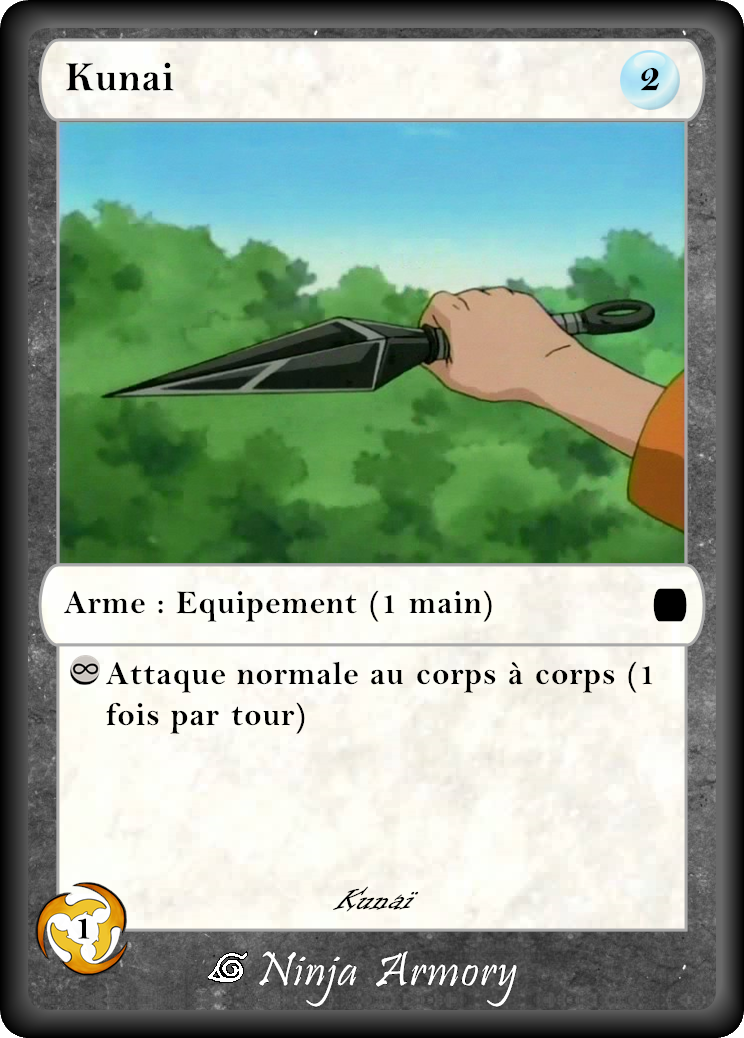 Kunai
2
Arme : Equipement (1 main)
∞ Attaque normale au corps à corps (1
fois par tour)
Kunaï
1
Ninja Armory